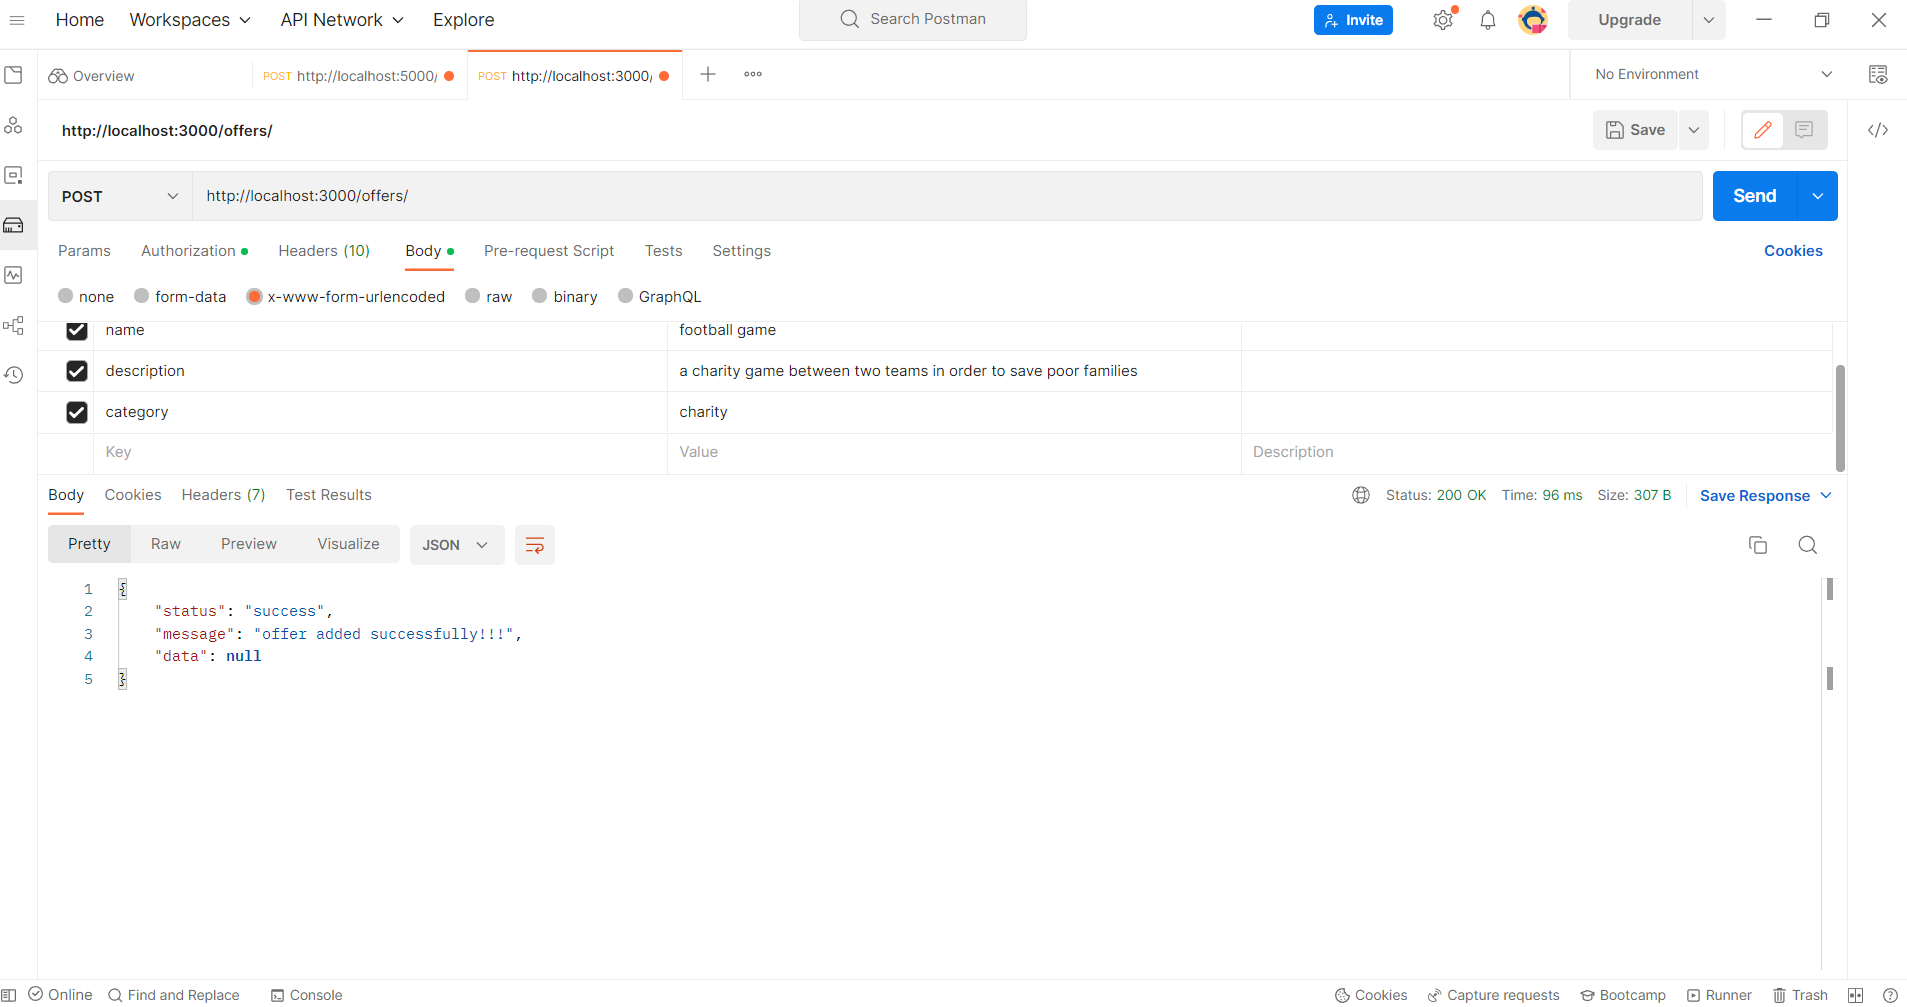 Home Workspaces API Network Explore Search Postman Invite Upgrade
Overview POST http://localhost:5000/ POST http://localhost:3000/ No Environment
http://localhost:3000/offers/ Save
POST http://localhost:3000/offers/ Send
Params Authorization Headers (10) Body Pre-request Script Tests Settings Cookies
none form-data x-www-form-urlencoded raw binary GraphQL
name football game
description a charity game between two teams in order to save poor families
category charity
Key Value Description
Body Cookies Headers (7) Test Results Status: 200 OK Time: 96 ms Size: 307 B Save Response
Pretty Raw Preview Visualize JSON
1 {
2 "status": "success",
3 "message": "offer added successfully!!!",
4 "data": null
5 }
Online Find and Replace Console Cookies Capture requests Bootcamp Runner Trash